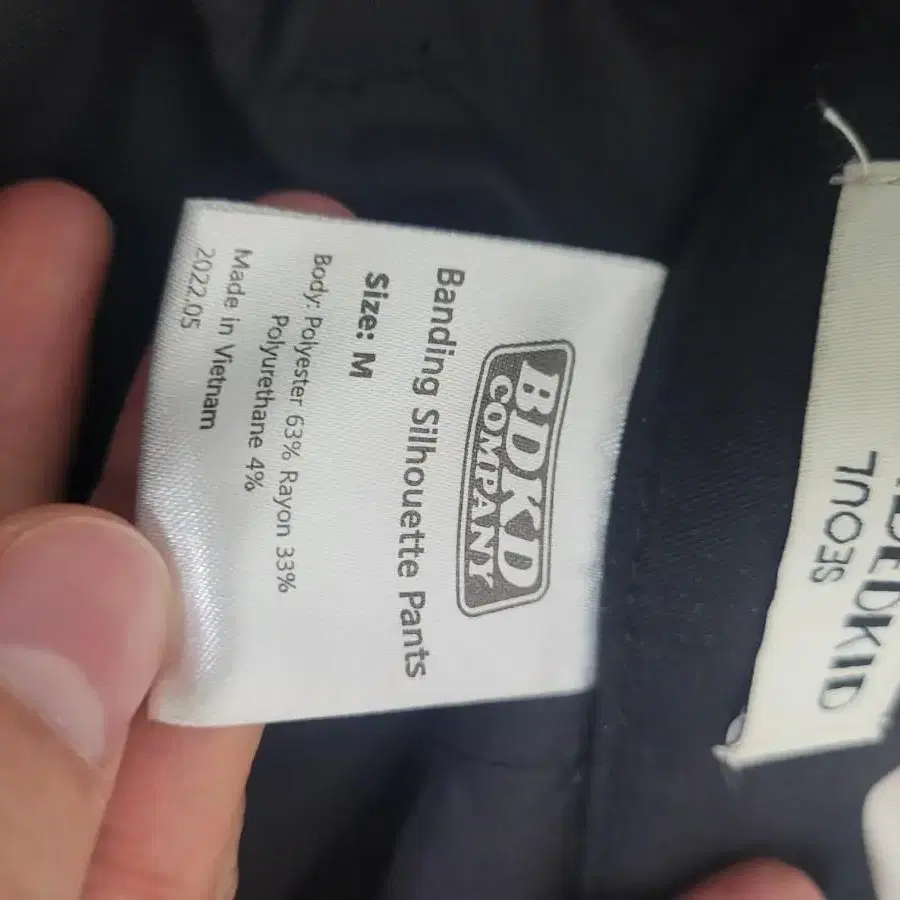 BDKD
COMPANY
Banding Silhouette Pants
Size: M
Body: Polyester 63% Rayon 33%
Polyurethane 4%
Made in Vietnam
2022.05
SEOUL